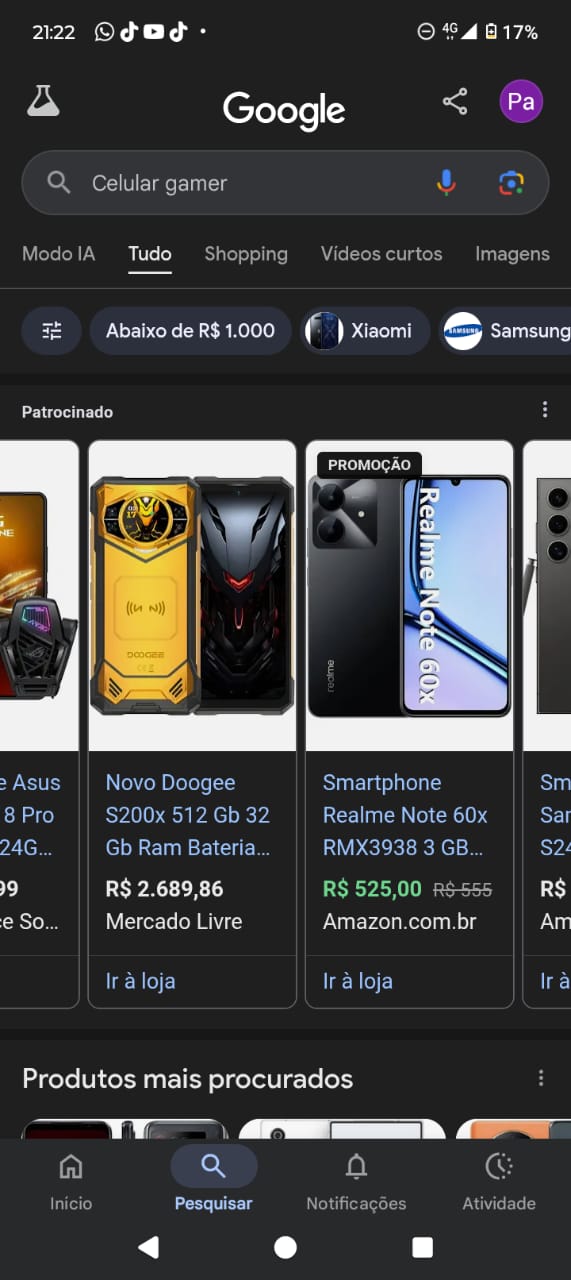 21:22
4G
17%
Google
Pa
Celular gamer
Modo IA
Tudo
Shopping
Vídeos curtos
Imagens
Abaixo de R$ 1.000
Xiaomi
SAMSUNG
Samsung
Patrocinado
e Asus
8 Pro
24G...
99
ce So...
DOOGEE
Novo Doogee
S200x 512 Gb 32
Gb Ram Bateria...
R$ 2.689,86
Mercado Livre
Ir à loja
PROMOÇÃO
realme
Realme Note 60x
Smartphone
Realme Note 60x
RMX3938 3 GB...
R$ 525,00 R$ 555
Amazon.com.br
Ir à loja
Sm
Sar
S24
R$
Am
Ir à
Produtos mais procurados
Início
Pesquisar
Notificações
Atividade